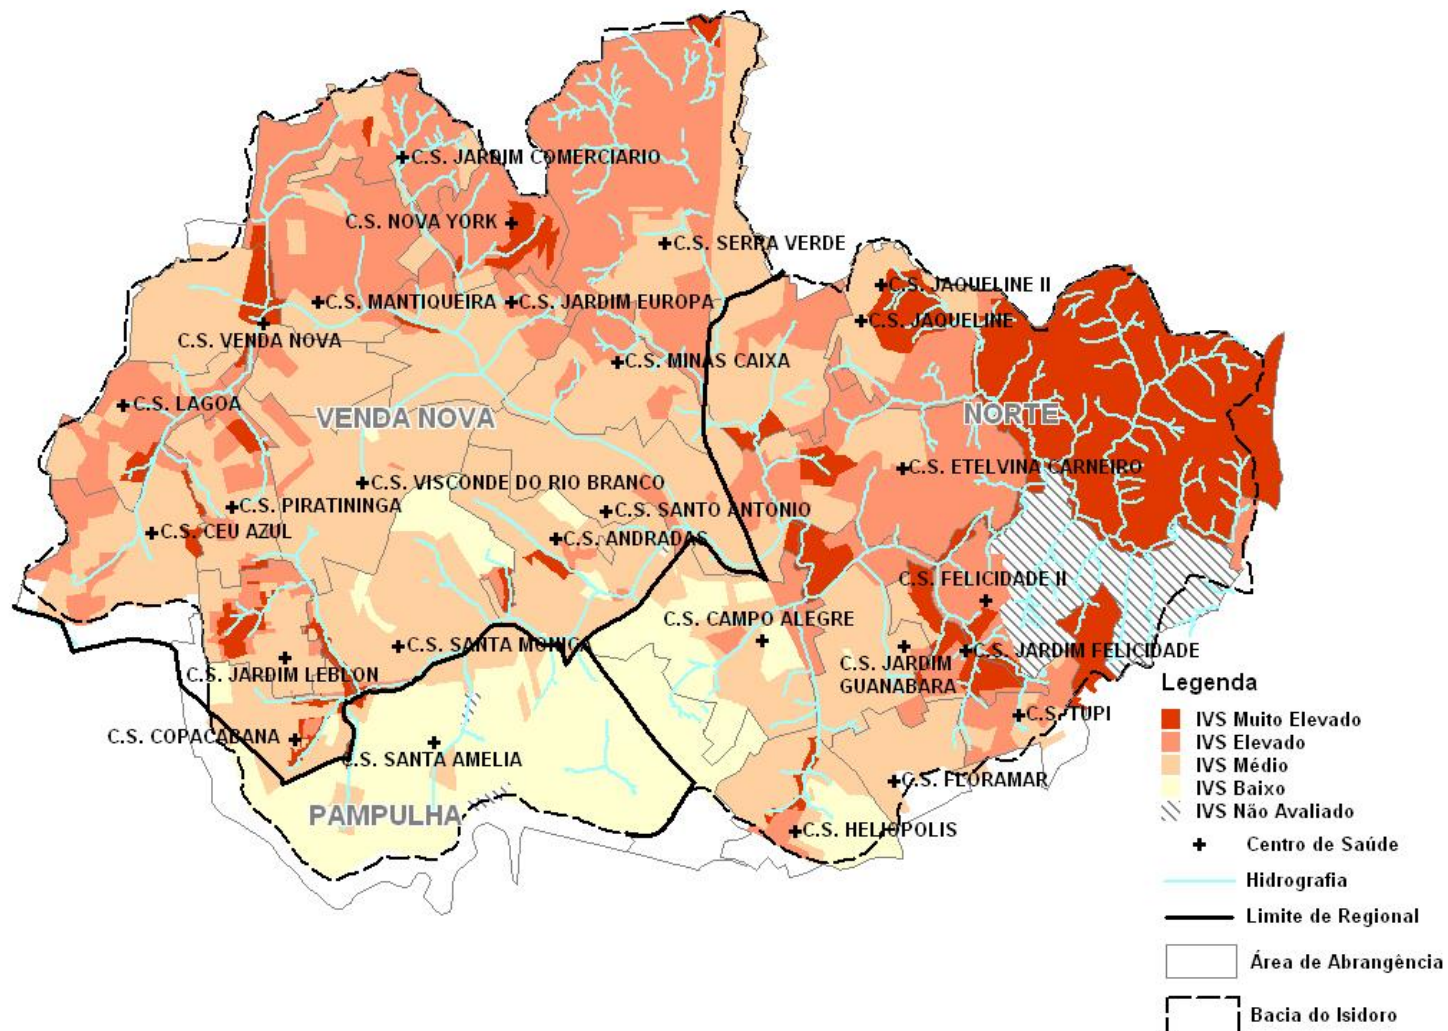 C.S. JARDIM COMERCIARIO
C.S. NOVA YORK
C.S. SERRA VERDE
C.S. JAQUELINE II
C.S. MANTIQUEIRA
C.S. JARDIM EUROPA
C.S. JAQUELINE
C.S. VENDA NOVA
C.S. MINAS CAIXA
C.S. LAGOA
VENDA NOVA
NORTE
C.S. ETELVINA CARNEIRO
C.S. VISCONDE DO RIO BRANCO
C.S. PIRATININGA
C.S. SANTO ANTONIO
C.S. CEU AZUL
C.S. ANDRADAS
C.S. FELICIDADE II
C.S. CAMPO ALEGRE
C.S. SANTA MONICA
C.S. JARDIM
GUANABARA
C.S. JARDIM FELICIDADE
C.S. JARDIM LEBLON
C.S. TUPI
C.S. COPACABANA
C.S. SANTA AMELIA
C.S. FLORAMAR
PAMPULHA
C.S. HELIOPOLIS
Legenda
IVS Muito Elevado
IVS Elevado
IVS Médio
IVS Baixo
IVS Não Avaliado
Centro de Saúde
Hidrografia
Limite de Regional
Área de Abrangência
Bacia do Isidoro